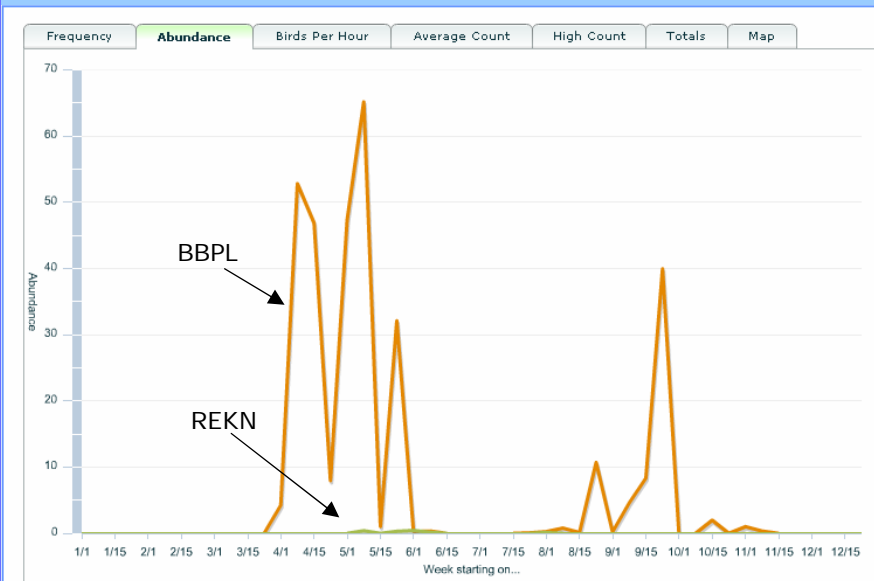 Frequency Abundance Birds Per Hour Average Count High Count Totals Map
70
60
50
BBPL
40
Abundance
30
20
REKN
10
0
1/1 1/15 2/1 2/15 3/1 3/15 4/1 4/15 5/1 5/15 6/1 6/15 7/1 7/15 8/1 8/15 9/1 9/15 10/1 10/15 11/1 11/15 12/1 12/15
Week starting on...